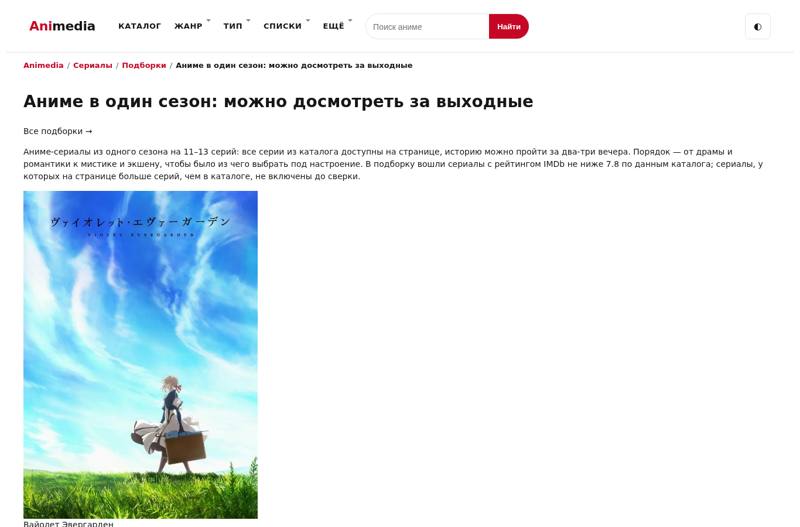 Animedia
КАТАЛОГ ЖАНР ТИП СПИСКИ ЕЩЁ Поиск аниме Найти
Animedia / Сериалы / Подборки / Аниме в один сезон: можно досмотреть за выходные
Аниме в один сезон: можно досмотреть за выходные
Все подборки →
Аниме-сериалы из одного сезона на 11–13 серий: все серии из каталога доступны на странице, историю можно пройти за два-три вечера. Порядок — от драмы и
романтики к мистике и экшену, чтобы было из чего выбрать под настроение. В подборку вошли сериалы с рейтингом IMDb не ниже 7.8 по данным каталога; сериалы, у
которых на странице больше серий, чем в каталоге, не включены до сверки.
ヴァイオレット・エヴァーガーデン
VIOLET EVERGARDEN
Вайолет Эвергарден